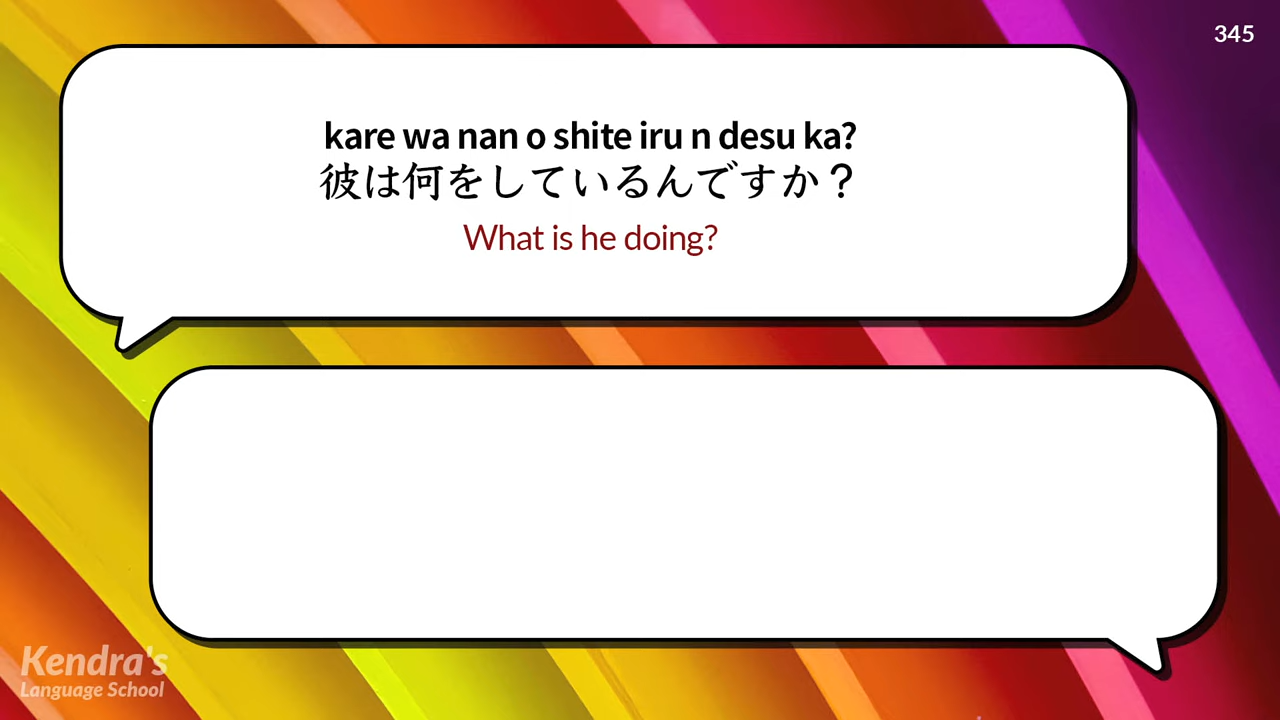 345
kare wa nan o shite iru n desu ka?
彼は何をしているんですか？
What is he doing?
Kendra's
Language School